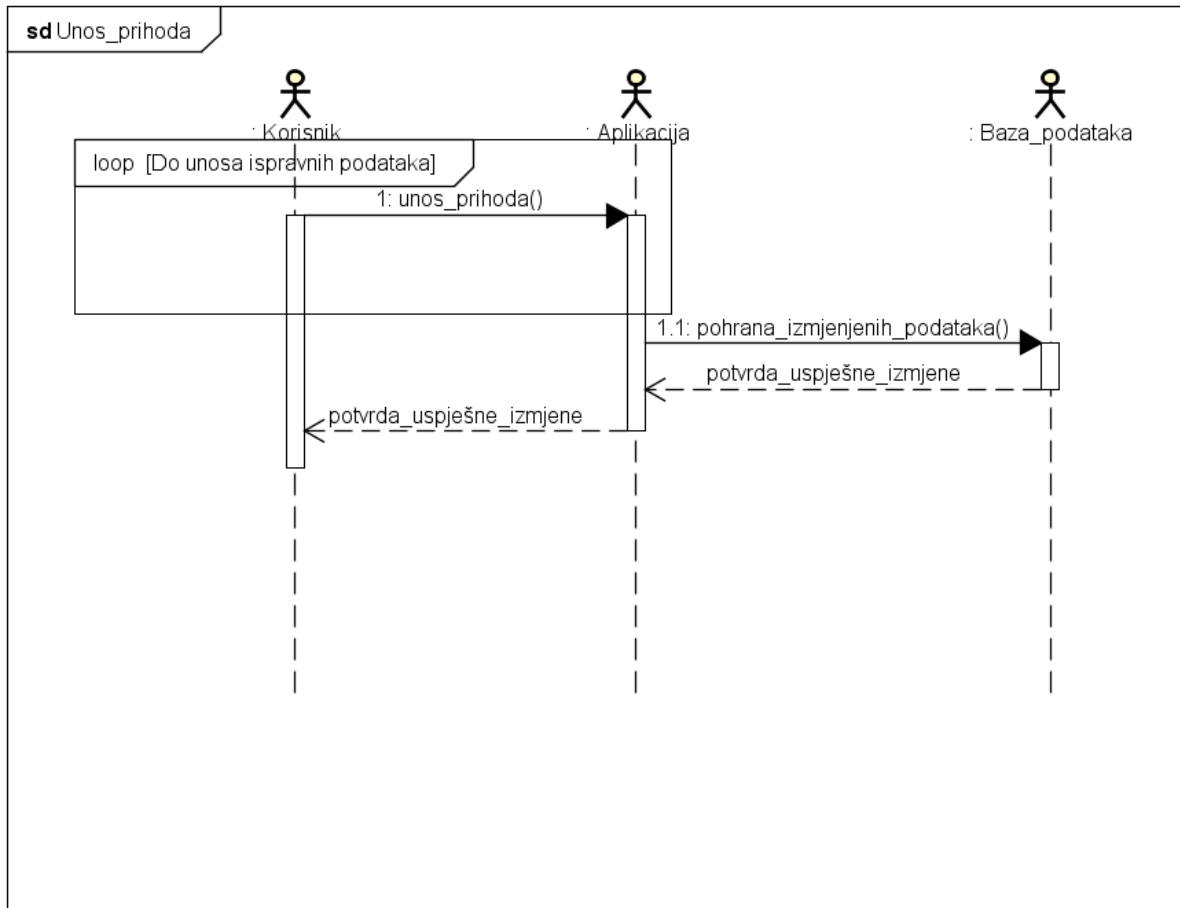 sd Unos_prihoda
: Korisnik
: Aplikacija
: Baza_podataka
loop [Do unosa ispravnih podataka]
1: unos_prihoda()
1.1: pohrana_izmjenjenih_podataka()
potvrda_uspješne_izmjene
potvrda_uspješne_izmjene